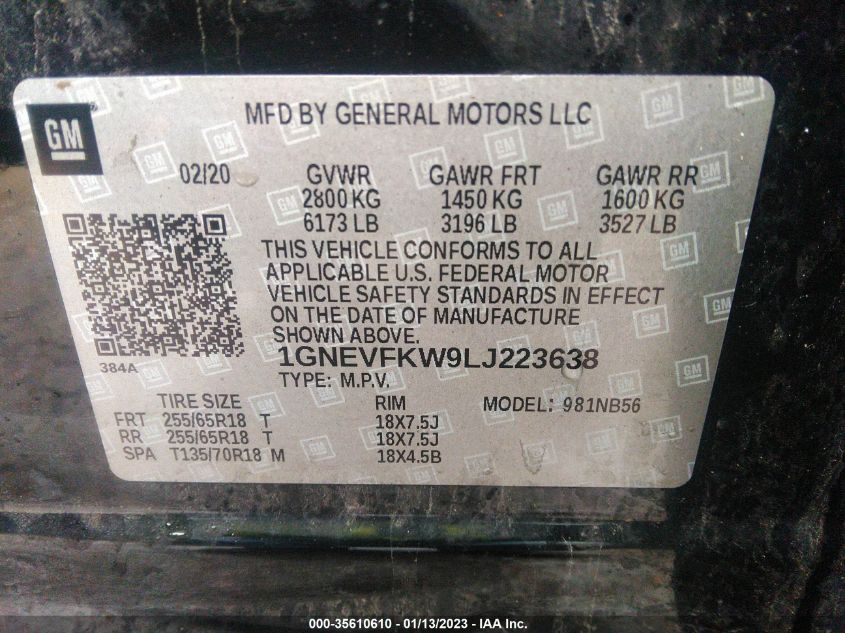 GM
MFD BY GENERAL MOTORS LLC
02/20 GVWR GAWR FRT GAWR RR
2800 KG 1450 KG 1600 KG
6173 LB 3196 LB 3527 LB
THIS VEHICLE CONFORMS TO ALL
APPLICABLE U.S. FEDERAL MOTOR
VEHICLE SAFETY STANDARDS IN EFFECT
ON THE DATE OF MANUFACTURE
SHOWN ABOVE.
384A 1GNEVFKW9LJ223638
TYPE: M.P.V.
TIRE SIZE RIM MODEL: 981NB56
FRT 255/65R18 T 18X7.5J
RR 255/65R18 T 18X7.5J
SPA T135/70R18 M 18X4.5B
000-35610610 - 01/13/2023 - IAA Inc.